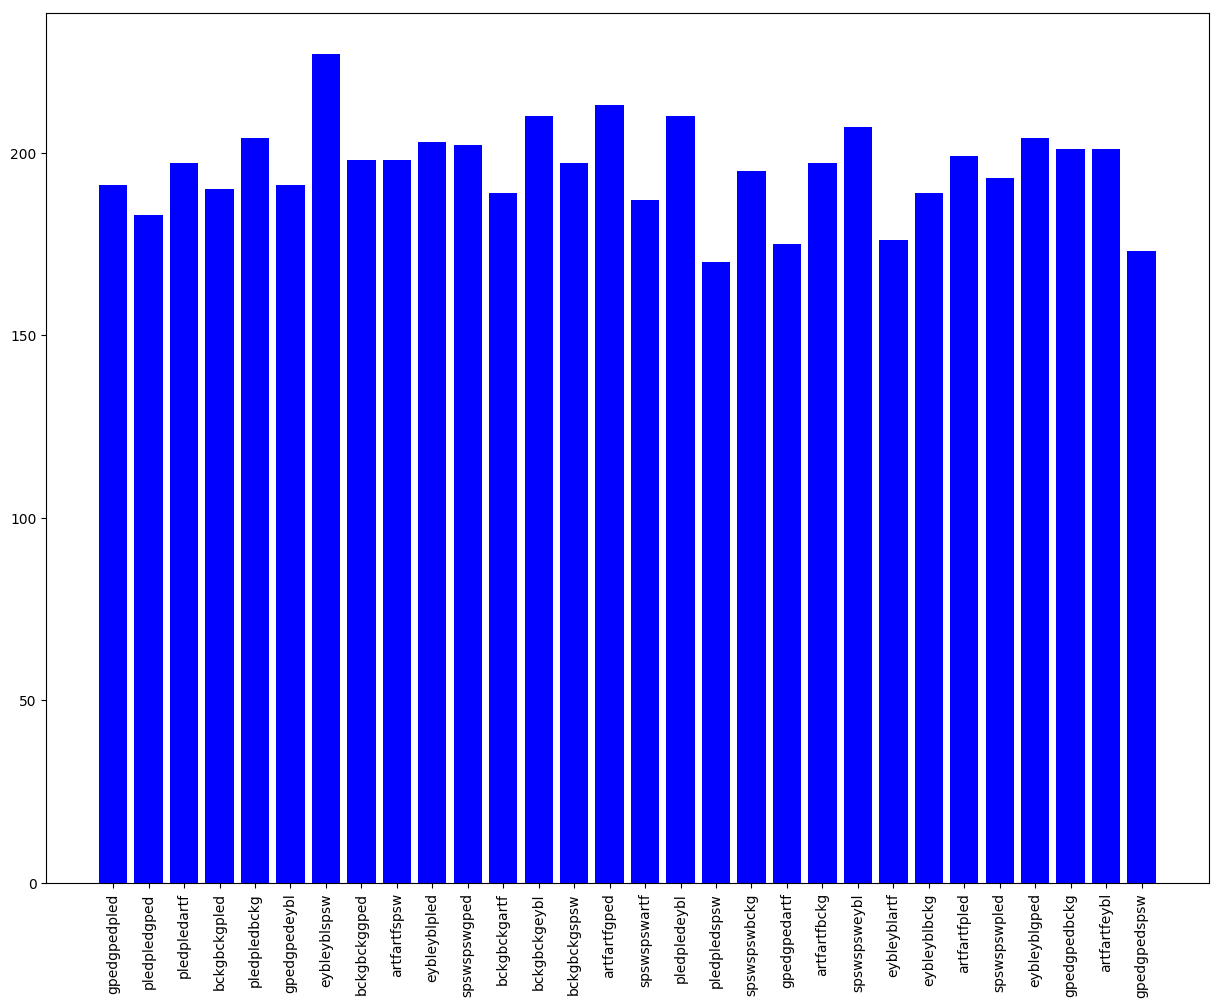 200
150
100
50
0
gpedgpedpled
pledpledgped
pledpledartf
bckgbckgpled
pledpledbckg
gpedgpedeybl
eybleyblspsw
bckgbckggped
artfartfspsw
eybleyblpled
spswspswgped
bckgbckgartf
bckgbckgeybl
bckgbckgspsw
artfartfgped
spswspswartf
pledpledeybl
pledpledspsw
spswspswbckg
gpedgpedartf
artfartfbckg
spswspsweybl
eybleyblartf
eybleyblbckg
artfartfpled
spswspswpled
eybleyblgped
gpedgpedbckg
artfartfeybl
gpedgpedspsw